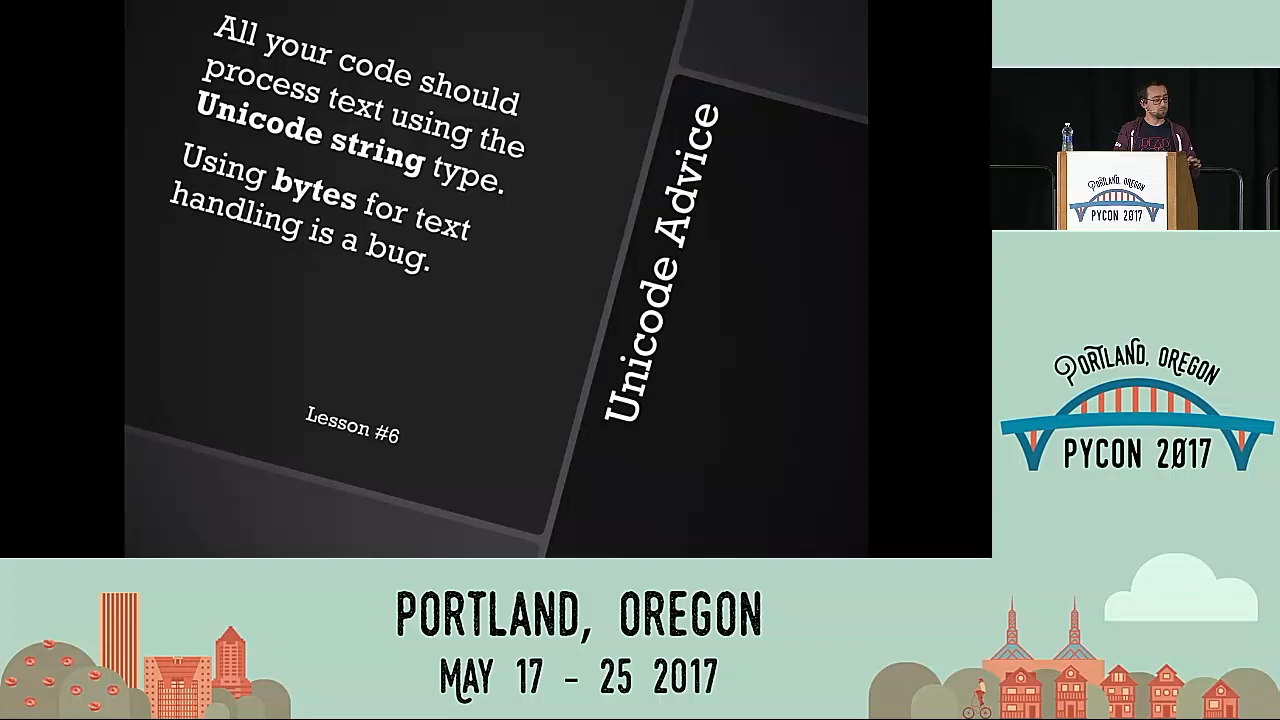 All your code should
process text using the
Unicode string type.
Using bytes for text
handling is a bug.
Lesson #6
Unicode Advice
PORTLAND, OREGON
PYCON 2017
PORTLAND, OREGON
PYCON 2017
PORTLAND, OREGON
MAY 17 - 25 2017